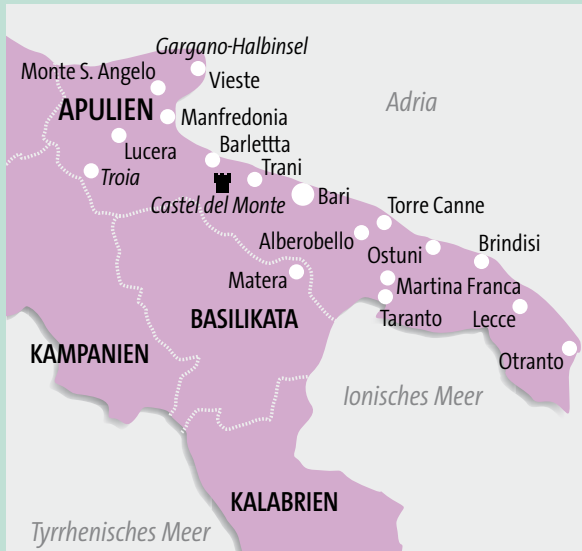 Gargano-Halbinsel
Monte S. Angelo
Vieste
Adria
APULIEN
Manfredonia
Lucera
Barlettta
Troia
Trani
Castel del Monte
Bari
Torre Canne
Alberobello
Ostuni
Brindisi
Matera
Martina Franca
BASILIKATA
Taranto
Lecce
KAMPANIEN
Otranto
Ionisches Meer
KALABRIEN
Tyrrhenisches Meer